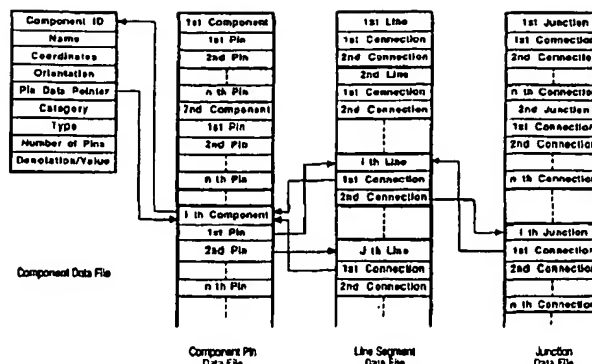 Component ID
Name
Coordinates
Orientation
Pin Data Pointer
Category
Type
Number of Pins
Denotation/Value
Component Data File
1st Component
1st Pin
2nd Pin
n th Pin
2nd Component
1st Pin
2nd Pin
n th Pin
i th Component
1st Pin
2nd Pin
n th Pin
Component Pin
Data File
1st Line
1st Connection
2nd Connection
2nd Line
1st Connection
2nd Connection
i th Line
1st Connection
2nd Connection
J th Line
1st Connection
2nd Connection
Line Segment
Data File
1st Junction
1st Connection
2nd Connection
n th Connection
2nd Junction
1st Connection
2nd Connection
n th Connection
i th Junction
1st Connection
2nd Connection
n th Connection
Junction
Data File